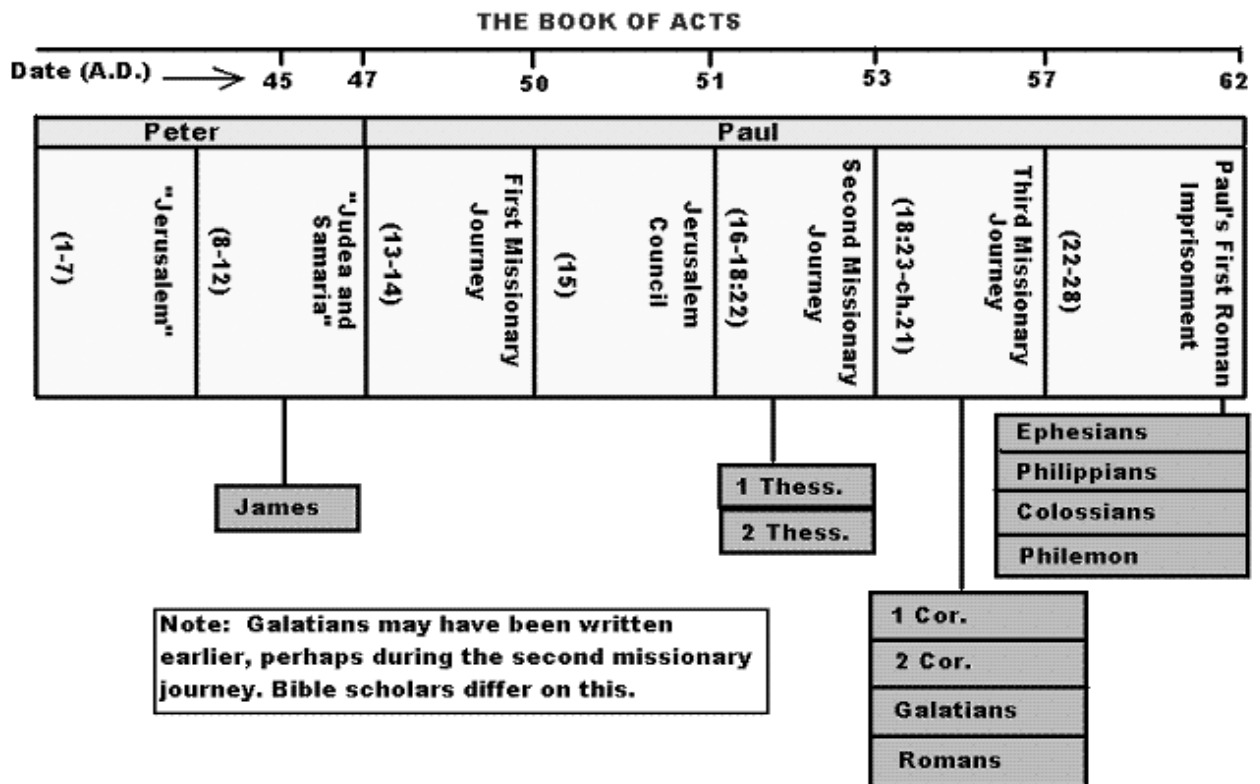 THE BOOK OF ACTS
Date (A.D.)
45
47
50
51
53
57
62
Peter
Paul
(1-7)
"Jerusalem"
(8-12)
"Judea and
Samaria"
(13-14)
First Missionary
Journey
(15)
Jerusalem
Council
(16-18:22)
Second Missionary
Journey
(18:23-ch.21)
Third Missionary
Journey
(22-28)
Paul's First Roman
Imprisonment
James
1 Thess.
2 Thess.
1 Cor.
2 Cor.
Galatians
Romans
Ephesians
Philippians
Colossians
Philemon
Note: Galatians may have been written
earlier, perhaps during the second missionary
journey. Bible scholars differ on this.